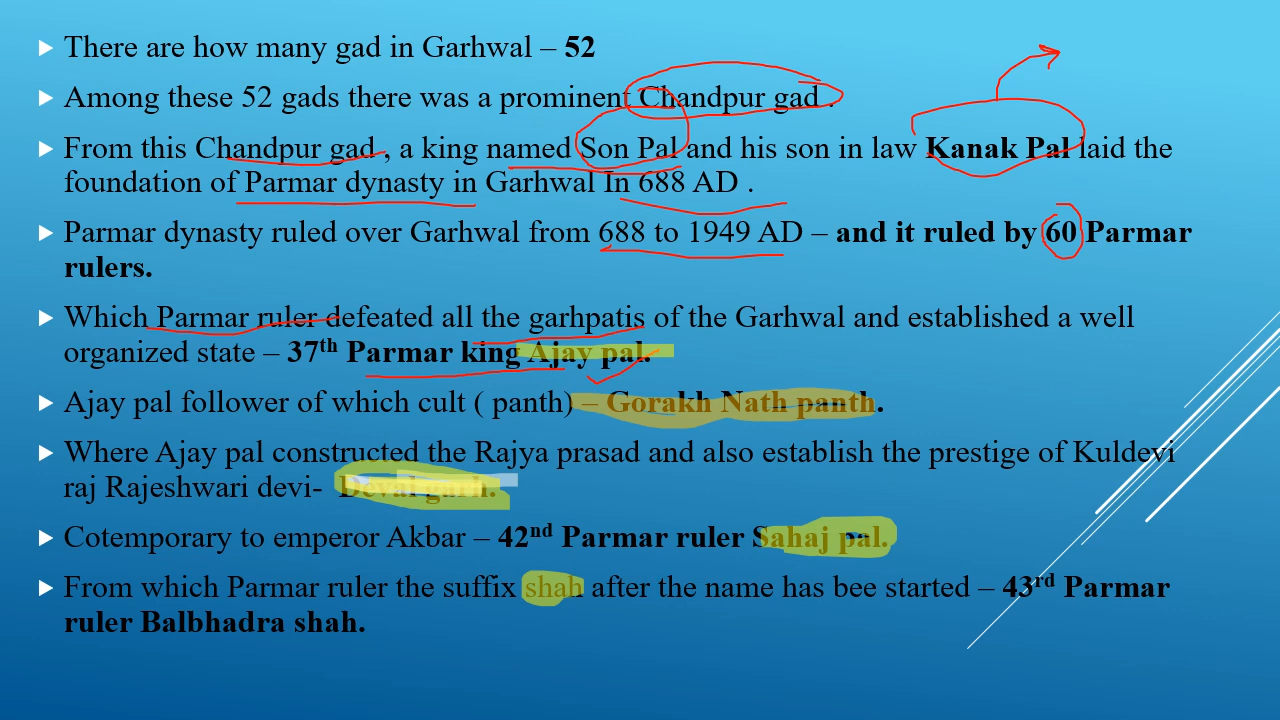 There are how many gad in Garhwal – 52
Among these 52 gads there was a prominent Chandpur gad .
From this Chandpur gad , a king named Son Pal and his son in law Kanak Pal laid the
foundation of Parmar dynasty in Garhwal In 688 AD .
Parmar dynasty ruled over Garhwal from 688 to 1949 AD – and it ruled by 60 Parmar
rulers.
Which Parmar ruler defeated all the garhpatis of the Garhwal and established a well
organized state – 37th Parmar king Ajay pal.
Ajay pal follower of which cult ( panth) – Gorakh Nath panth.
Where Ajay pal constructed the Rajya prasad and also establish the prestige of Kuldevi
raj Rajeshwari devi- Deval garh.
Cotemporary to emperor Akbar – 42nd Parmar ruler Sahaj pal.
From which Parmar ruler the suffix shah after the name has bee started – 43rd Parmar
ruler Balbhadra shah.